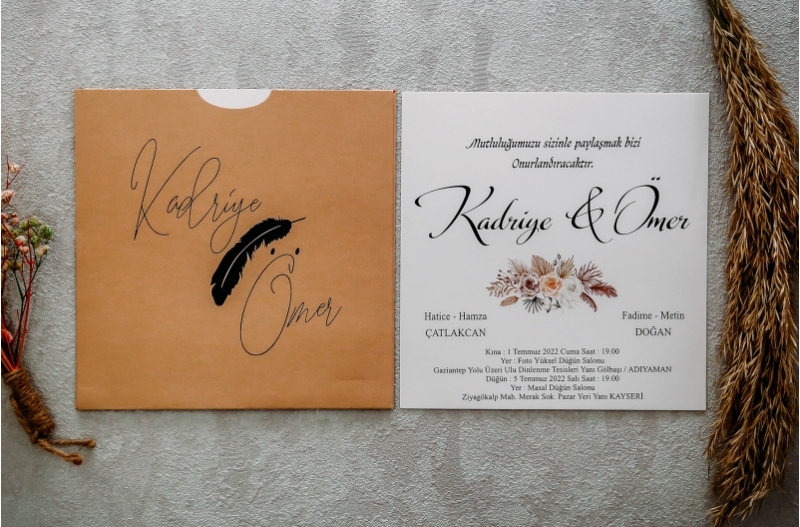 Kadriye
Ömer
Mutluluğumuzu sizinle paylaşmak bizi
Onurlandıracaktır.
Kadriye & Ömer
Hatice - Hamza
ÇATLAKCAN
Fadime - Metin
DOĞAN
Kına : 1 Temmuz 2022 Cuma Saat : 19:00
Yer : Foto Yüksel Düğün Salonu
Gaziantep Yolu Üzeri Ulu Dinlenme Tesisleri Yanı Gölbaşı / ADIYAMAN
Düğün : 5 Temmuz 2022 Salı Saat : 19:00
Yer : Masal Düğün Salonu
Ziyagökalp Mah. Merak Sok. Pazar Yeri Yanı KAYSERİ